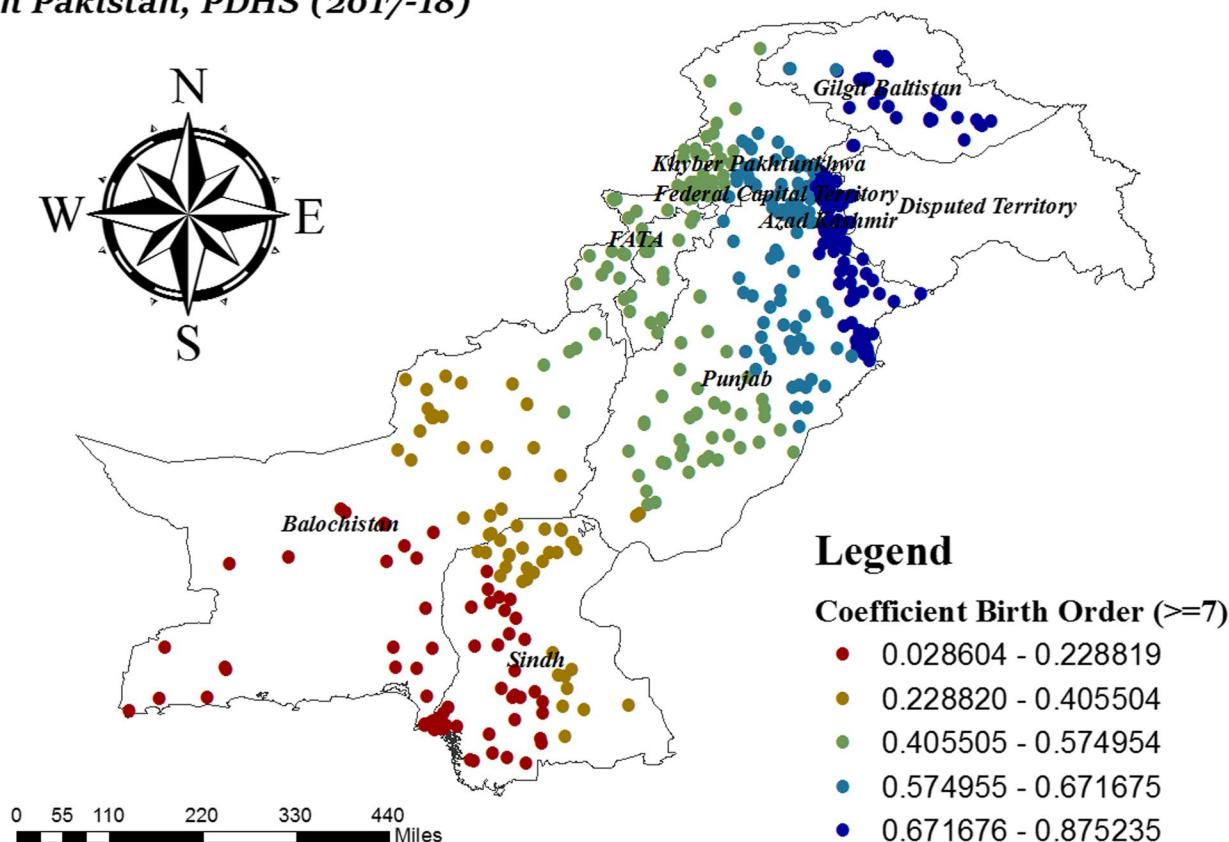 n Pakistan, PDHS (2017-18)
N
W
E
S
Gilgit Baltistan
Khyber Pakhtunkhwa
Federal Capital Territory
Azad Kashmir
Disputed Territory
FATA
Punjab
Balochistan
Sindh
Legend
Coefficient Birth Order (>=7)
0.028604 - 0.228819
0.228820 - 0.405504
0.405505 - 0.574954
0.574955 - 0.671675
0.671676 - 0.875235
0 55 110 220 330 440
Miles